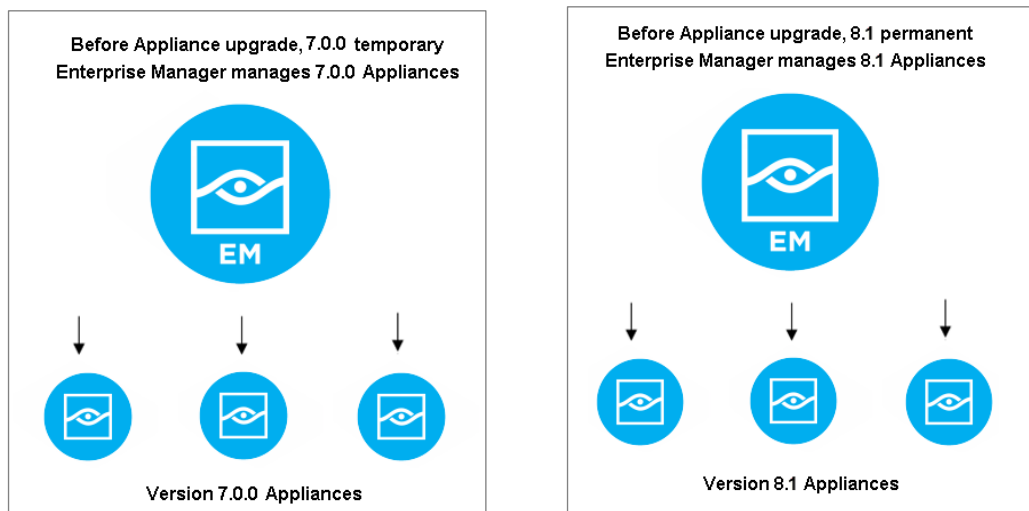 Before Appliance upgrade, 7.0.0 temporary
Enterprise Manager manages 7.0.0 Appliances
EM
Version 7.0.0 Appliances
Before Appliance upgrade, 8.1 permanent
Enterprise Manager manages 8.1 Appliances
EM
Version 8.1 Appliances